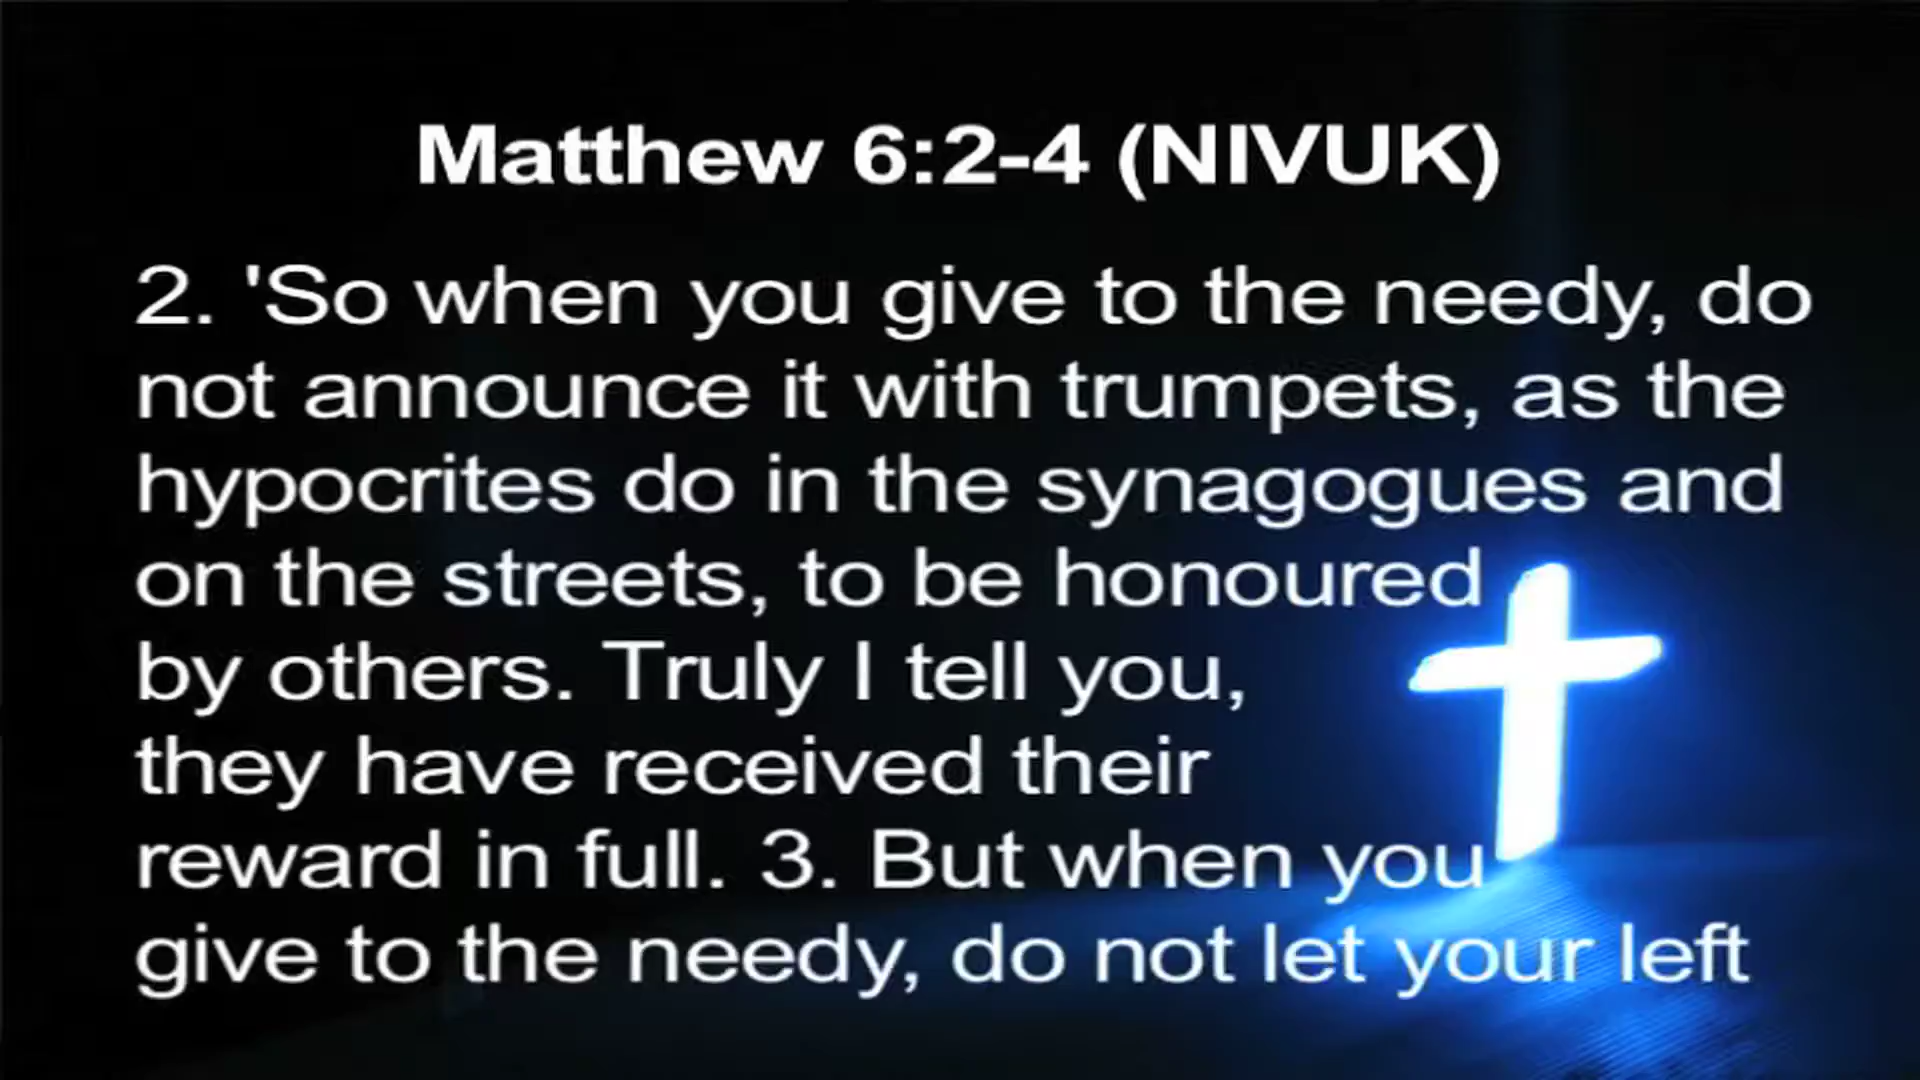 Matthew 6:2-4 (NIVUK)
2. 'So when you give to the needy, do
not announce it with trumpets, as the
hypocrites do in the synagogues and
on the streets, to be honoured
by others. Truly I tell you,
they have received their
reward in full. 3. But when you
give to the needy, do not let your left